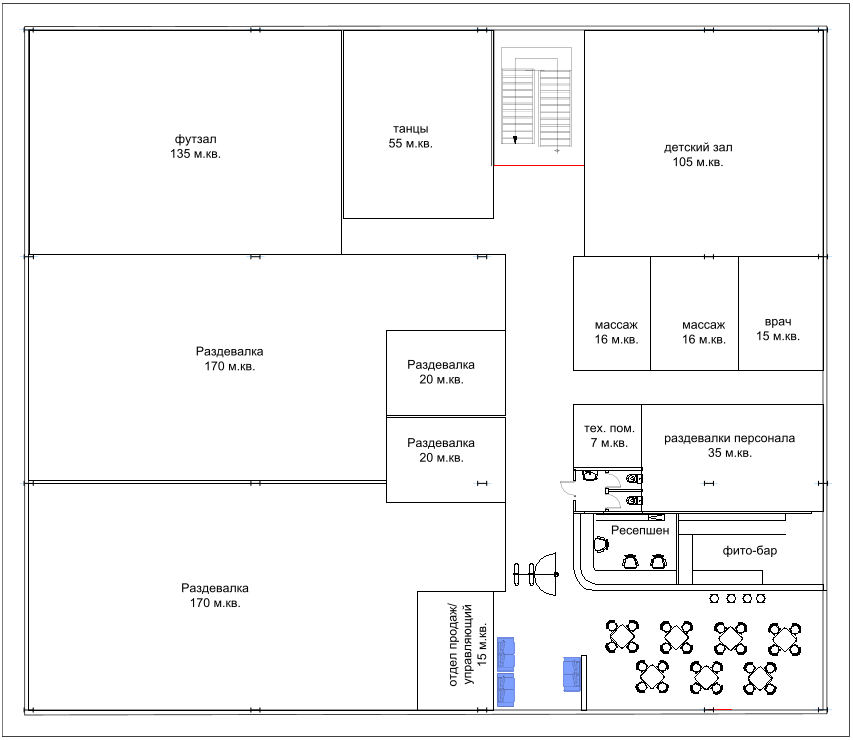 футзал
135 м.кв.
танцы
55 м.кв.
детский зал
105 м.кв.
массаж
16 м.кв.
массаж
16 м.кв.
врач
15 м.кв.
Раздевалка
170 м.кв.
Раздевалка
20 м.кв.
Раздевалка
20 м.кв.
тех. пом.
7 м.кв.
раздевалки персонала
35 м.кв.
Ресепшен
фито-бар
Раздевалка
170 м.кв.
отдел продаж/
управляющий
15 м.кв.